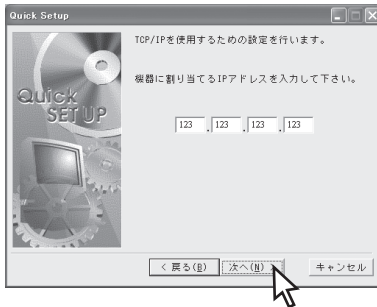 Quick Setup
TCP/IPを使用するための設定を行います。
機器に割り当てるIPアドレスを入力して下さい。
Quick
SETUP
123 . 123 . 123 . 123
< 戻る(B) 次へ(N) > キャンセル